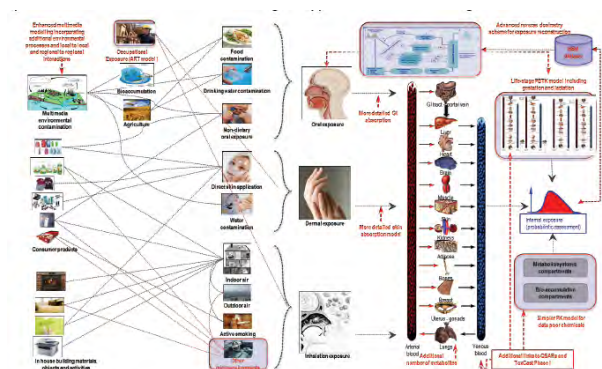 Enhanced multimedia
modelling incorporating
additional environmental
processes and local to local
and regional to regional
interactions
Multimedia
environmental
contamination
Occupational
Exposure (ART model)
Bioaccumulation
Agriculture
Consumer products
In house building materials,
objects and activities
Food
contamination
Drinking water contamination
Non-dietary
oral exposure
Direct skin application
Water
contamination
Indoor air
Outdoor air
Active smoking
Other
Oral exposure
Dermal exposure
Inhalation exposure
More detailed GI
absorption
More detailed skin
absorption model
GI tract
Liver
Heart
Brain
Muscle
Skin
Kidneys
Adipose
Bones
Breast
Uterus - gonads
Lungs
Arterial
blood
Venous
blood
Additional
number of metabolites
Advanced reverse dosimetry
scheme for exposure reconstruction
Life-stage PBTK model including
gestation and lactation
Internal exposure
(probabilistic assessment)
Metabolism/renal
compartments
Bioaccumulation
compartments
Simpler PK model for
data poor chemicals
Additional links to QSARs and
ToxCast Phase I